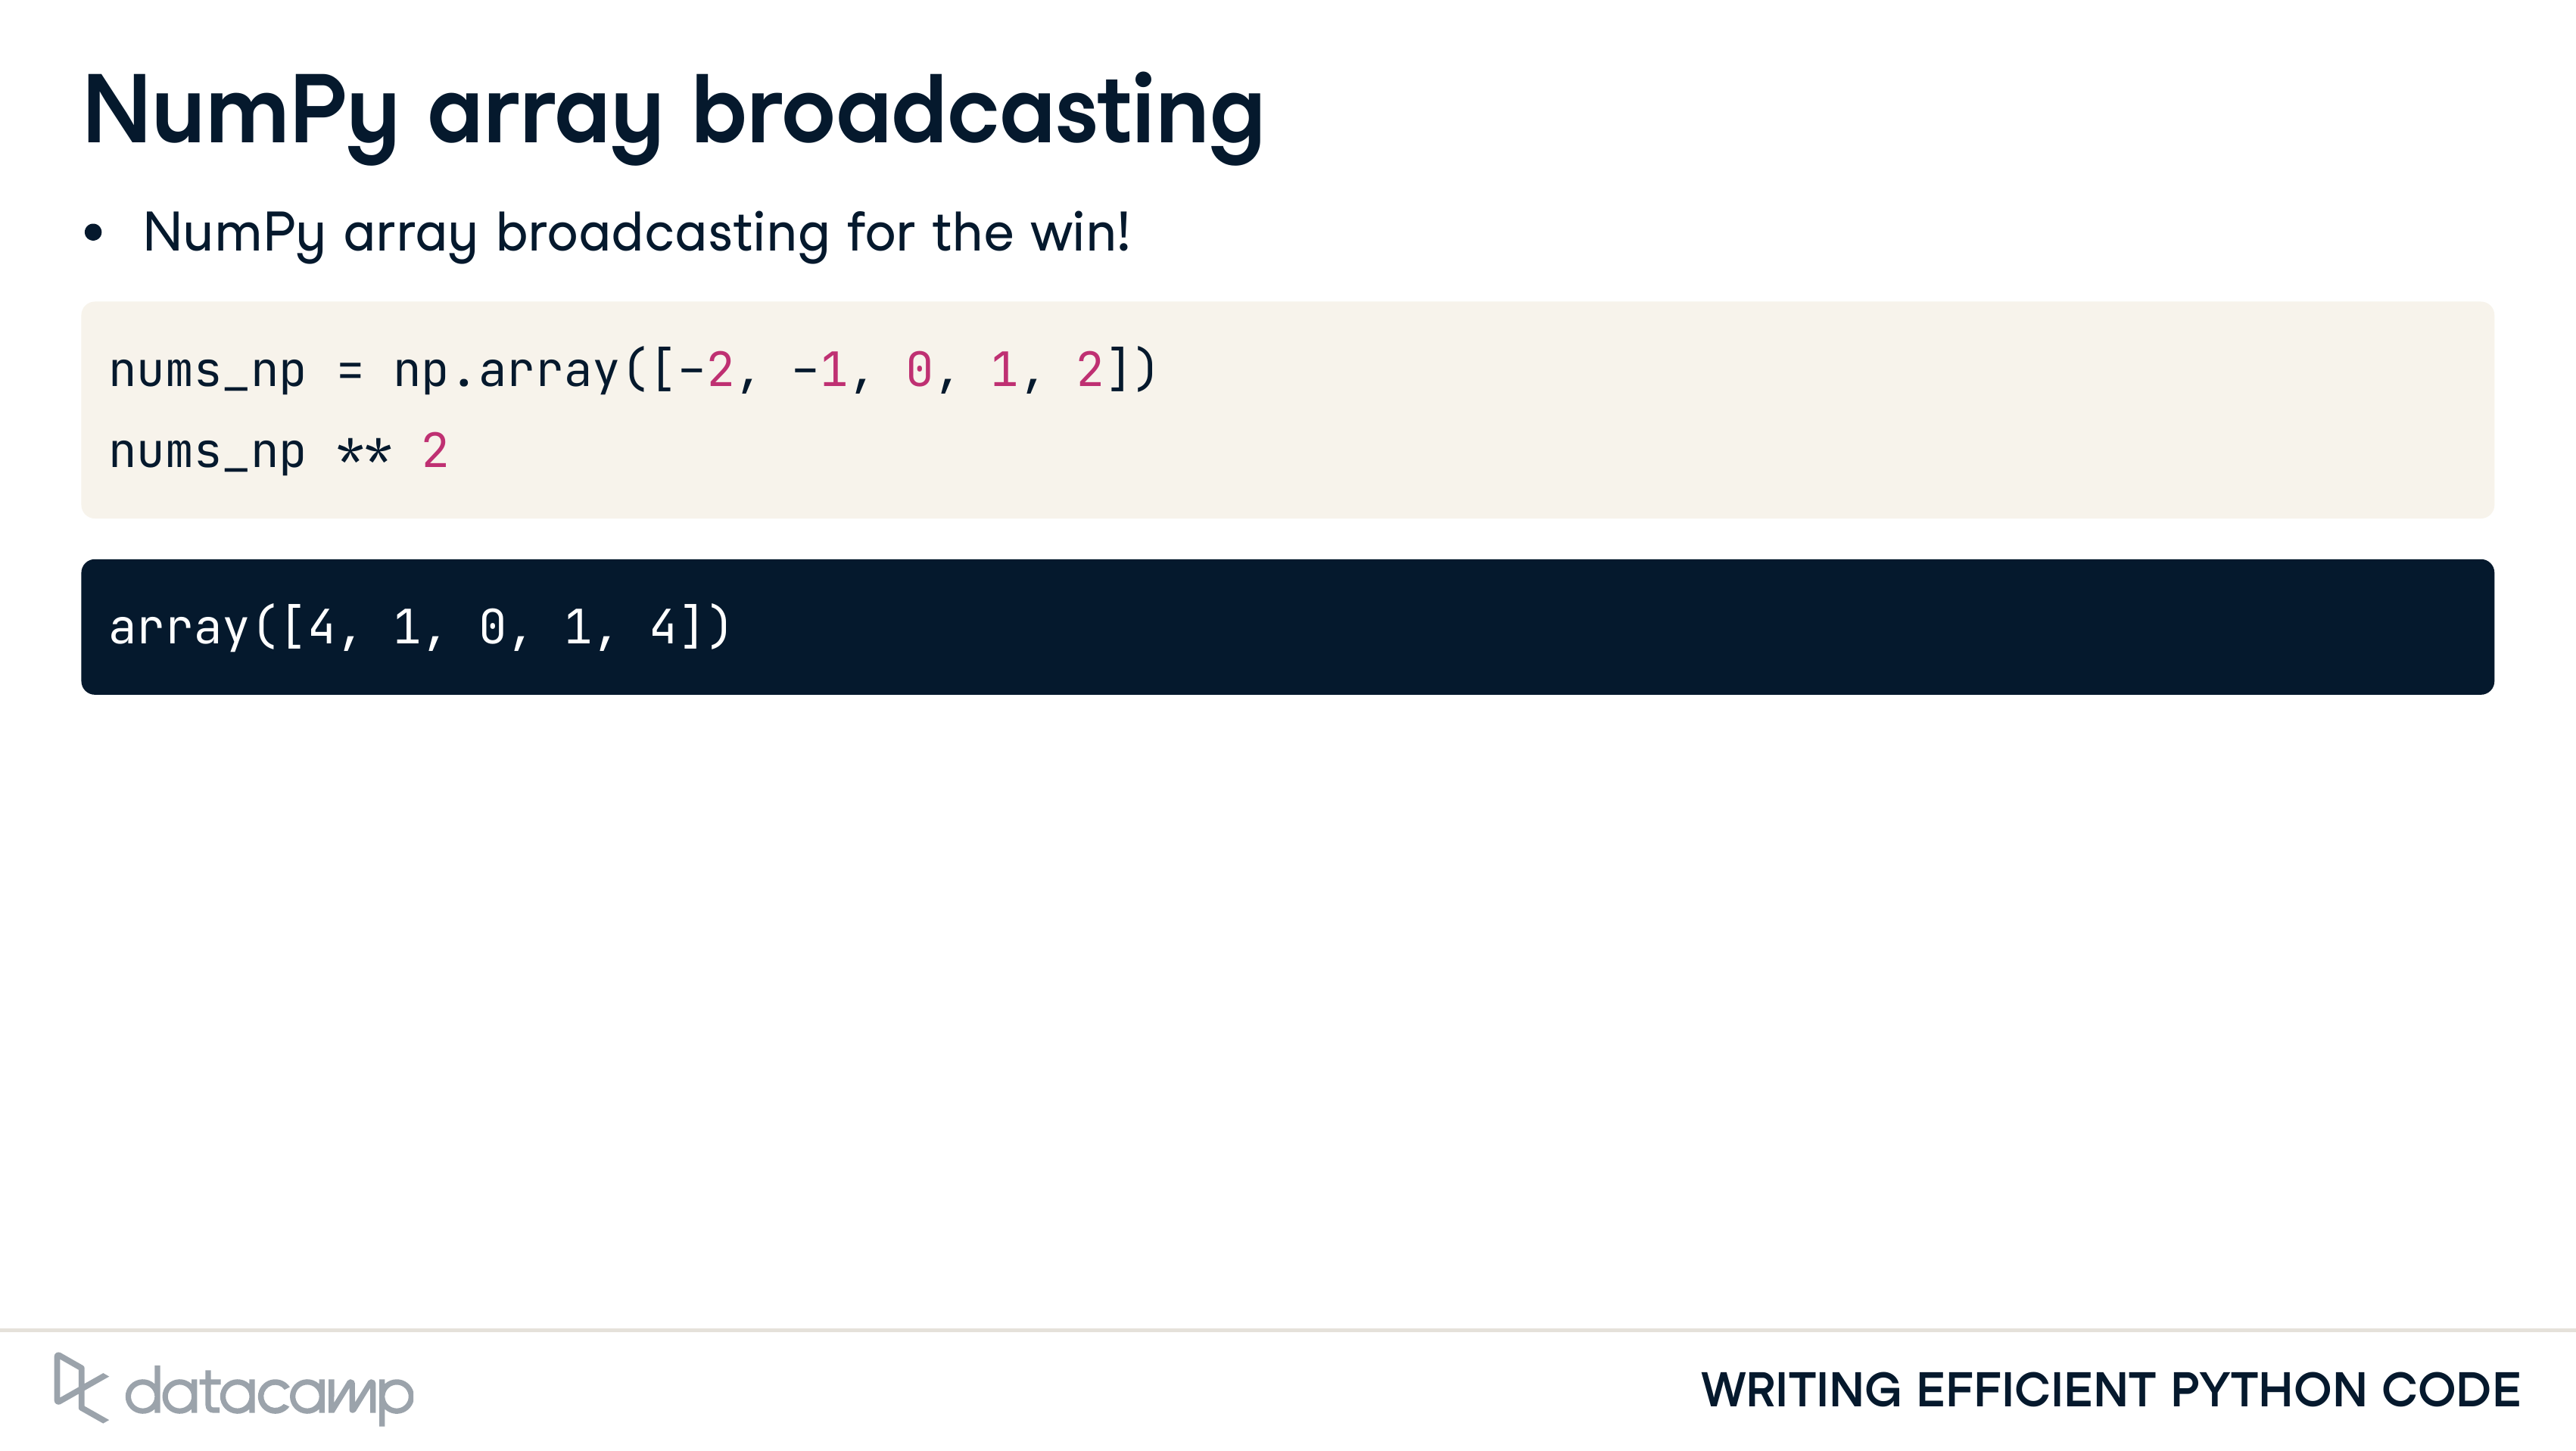 NumPy array broadcasting
• NumPy array broadcasting for the win!
nums_np = np.array([-2, -1, 0, 1, 2])
nums_np ** 2
array([4, 1, 0, 1, 4])
datacamp
WRITING EFFICIENT PYTHON CODE